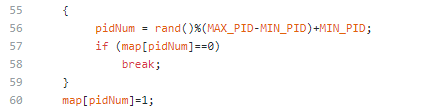 55 {
56 pidNum = rand()%(MAX_PID-MIN_PID)+MIN_PID;
57 if (map[pidNum]==0)
58 break;
59 }
60 map[pidNum]=1;